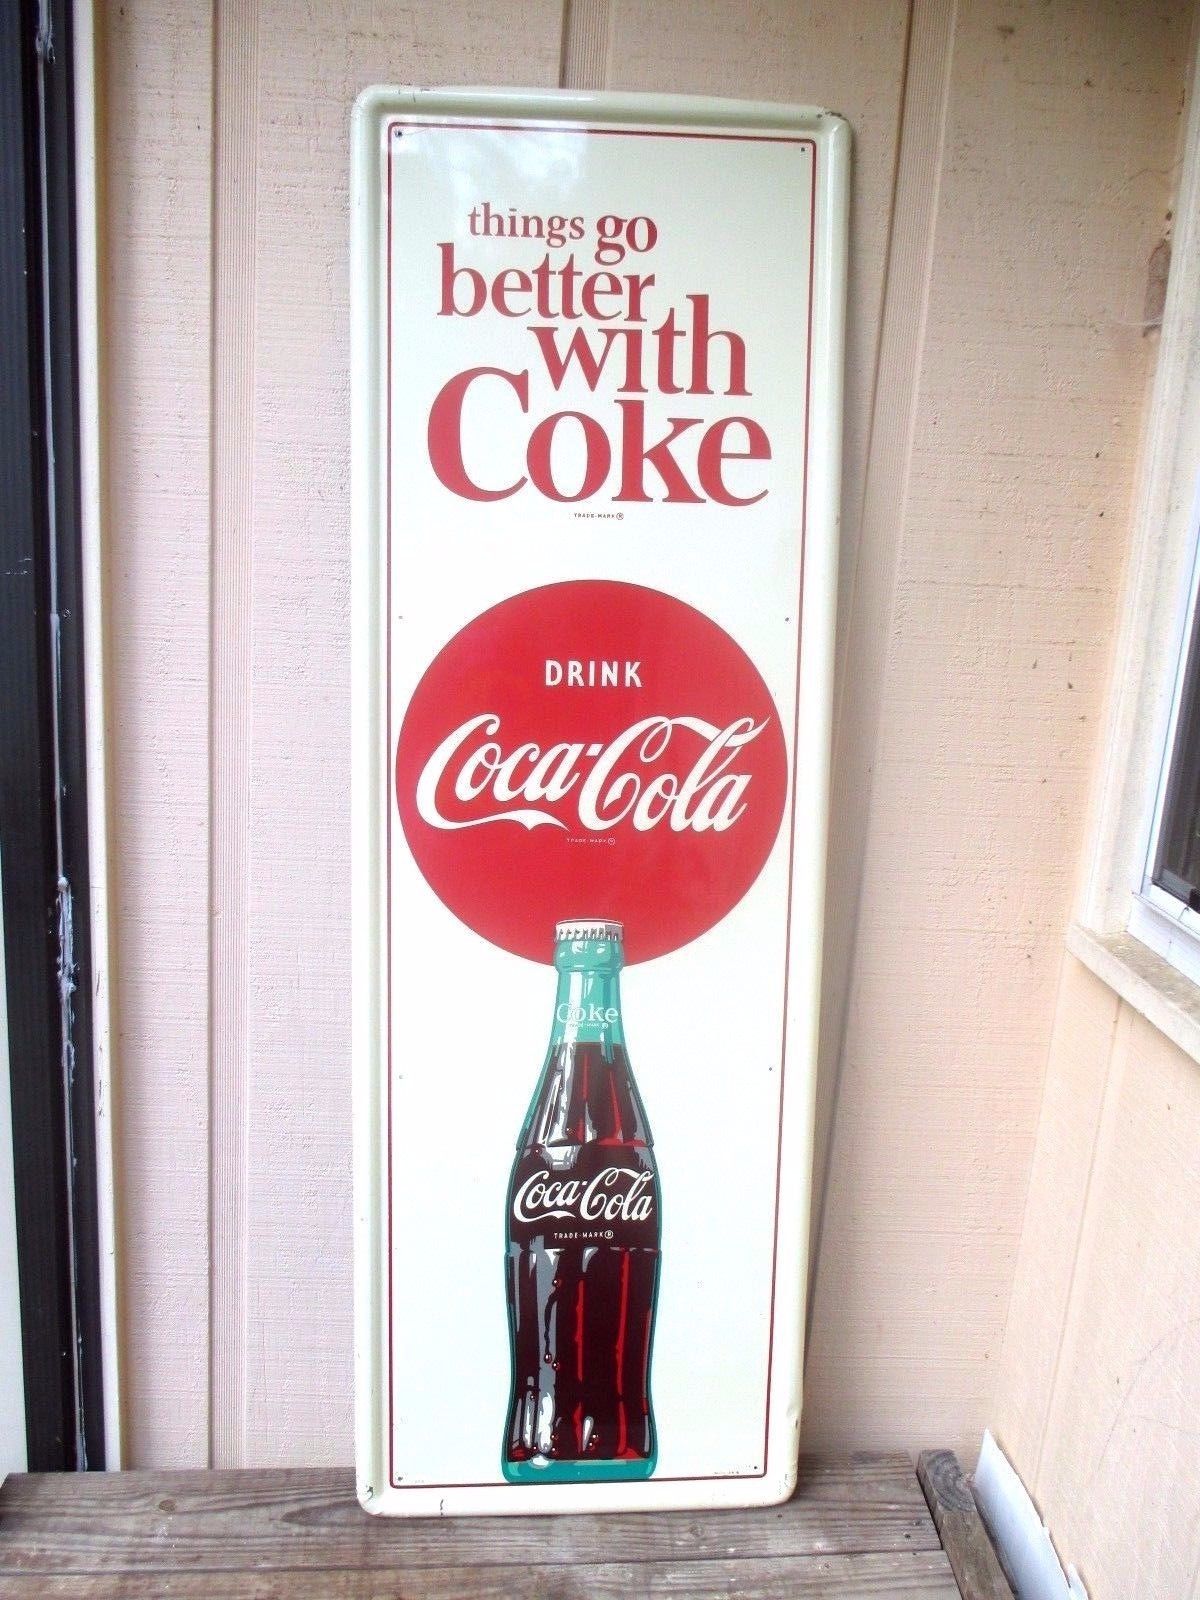 things go
better
with
Coke
TRADE-MARK ®
DRINK
Coca-Cola
TRADE-MARK ®
Coke
TRADE-MARK ®
Coca-Cola
TRADE-MARK ®